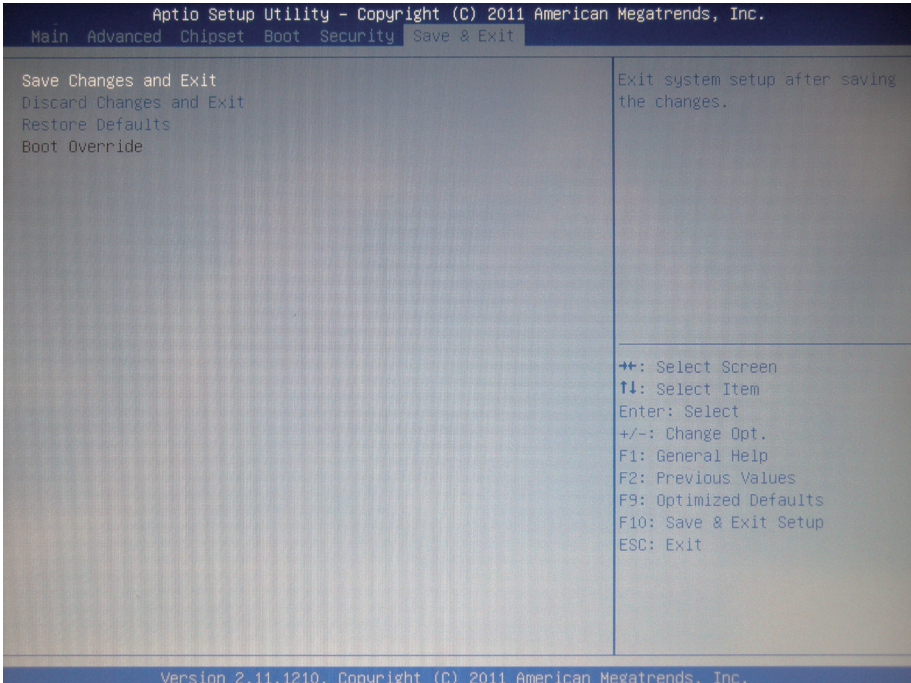 Aptio Setup Utility – Copyright (C) 2011 American Megatrends, Inc.
Main Advanced Chipset Boot Security Save & Exit
Save Changes and Exit
Discard Changes and Exit
Restore Defaults
Boot Override
Exit system setup after saving
the changes.
→←: Select Screen
↑↓: Select Item
Enter: Select
+/-: Change Opt.
F1: General Help
F2: Previous Values
F9: Optimized Defaults
F10: Save & Exit Setup
ESC: Exit
Version 2.11.1210. Copyright (C) 2011 American Megatrends, Inc.